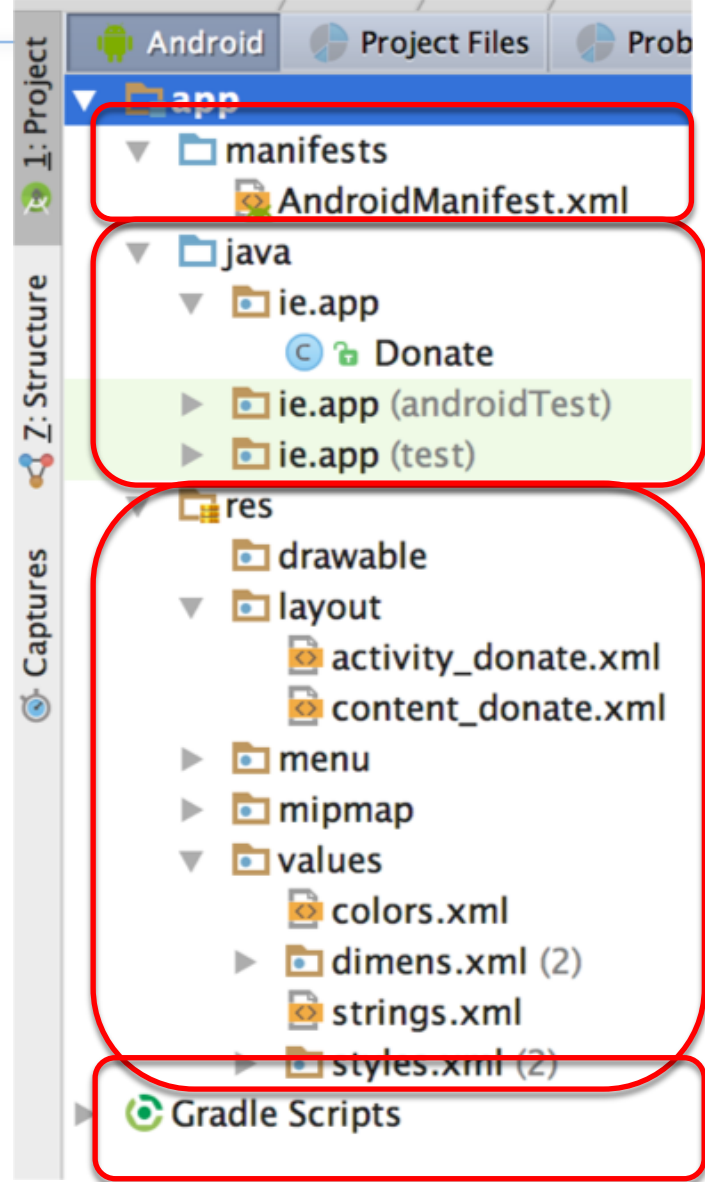 Android Project Files Prob
1: Project
7: Structure
Captures
app
manifests
AndroidManifest.xml
java
ie.app
C Donate
ie.app (androidTest)
ie.app (test)
res
drawable
layout
activity_donate.xml
content_donate.xml
menu
mipmap
values
colors.xml
dimens.xml (2)
strings.xml
styles.xml (2)
Gradle Scripts